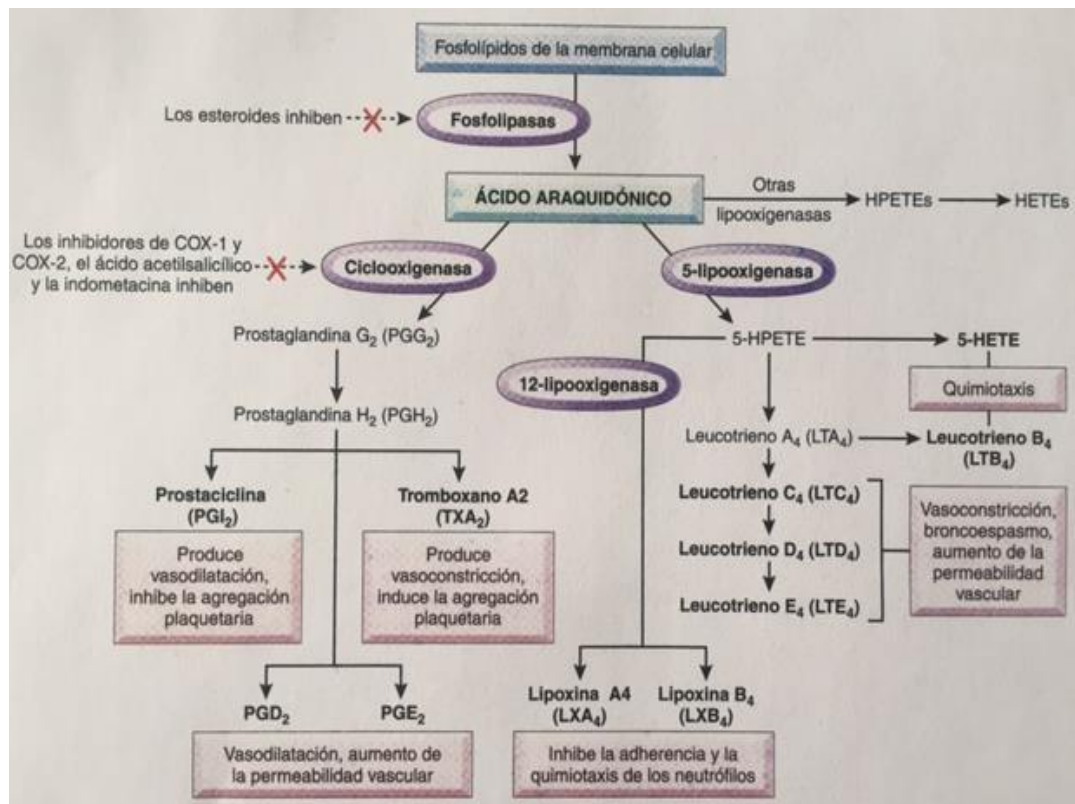 Fosfolípidos de la membrana celular
Los esteroides inhiben
Fosfolipasas
ÁCIDO ARAQUIDÓNICO
Otras
lipooxigenasas
HPETEs
HETEs
Los inhibidores de COX-1 y
COX-2, el ácido acetilsalicílico
y la indometacina inhiben
Ciclooxigenasa
5-lipooxigenasa
Prostaglandina G₂ (PGG₂)
5-HPETE
5-HETE
12-lipooxigenasa
Quimiotaxis
Prostaglandina H₂ (PGH₂)
Leucotrieno A₄ (LTA₄)
Leucotrieno B₄
(LTB₄)
Prostaciclina
(PGI₂)
Tromboxano A2
(TXA₂)
Leucotrieno C₄ (LTC₄)
Leucotrieno D₄ (LTD₄)
Leucotrieno E₄ (LTE₄)
Vasoconstricción,
broncoespasmo,
aumento de la
permeabilidad
vascular
Produce
vasodilatación,
inhibe la agregación
plaquetaria
Produce
vasoconstricción,
induce la agregación
plaquetaria
PGD₂
PGE₂
Lipoxina A4
(LXA₄)
Lipoxina B₄
(LXB₄)
Vasodilatación, aumento de
la permeabilidad vascular
Inhibe la adherencia y la
quimiotaxis de los neutrófilos